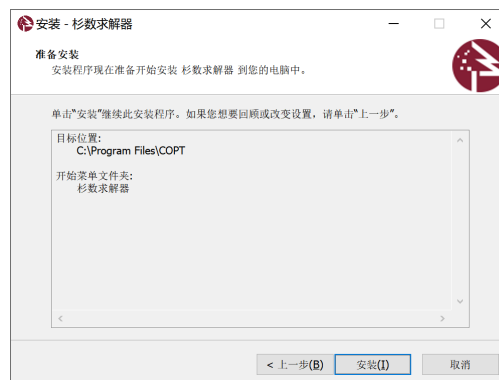 安装 - 杉数求解器
准备安装
安装程序现在准备开始安装 杉数求解器 到您的电脑中。
单击“安装”继续此安装程序。如果您想要回顾或改变设置，请单击“上一步”。
目标位置:
C:\Program Files\COPT
开始菜单文件夹:
杉数求解器
< 上一步(B)
安装(I)
取消